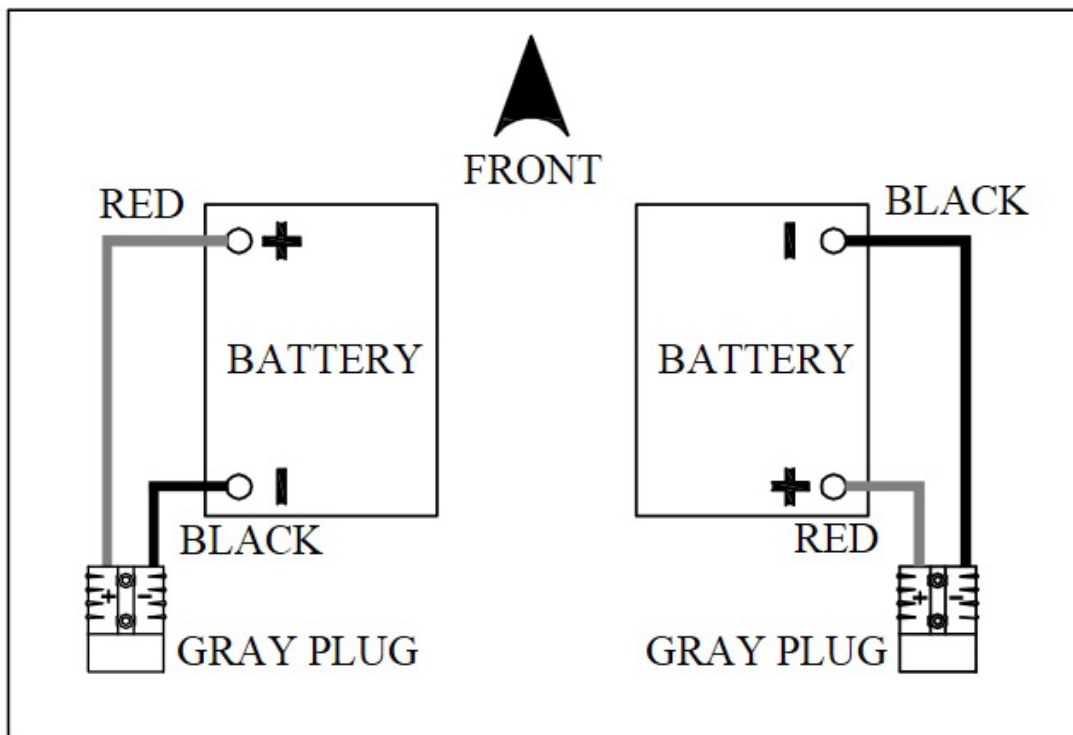 FRONT
RED
BLACK
+
-
BATTERY
BATTERY
-
+
BLACK
RED
+ -
+ -
GRAY PLUG
GRAY PLUG